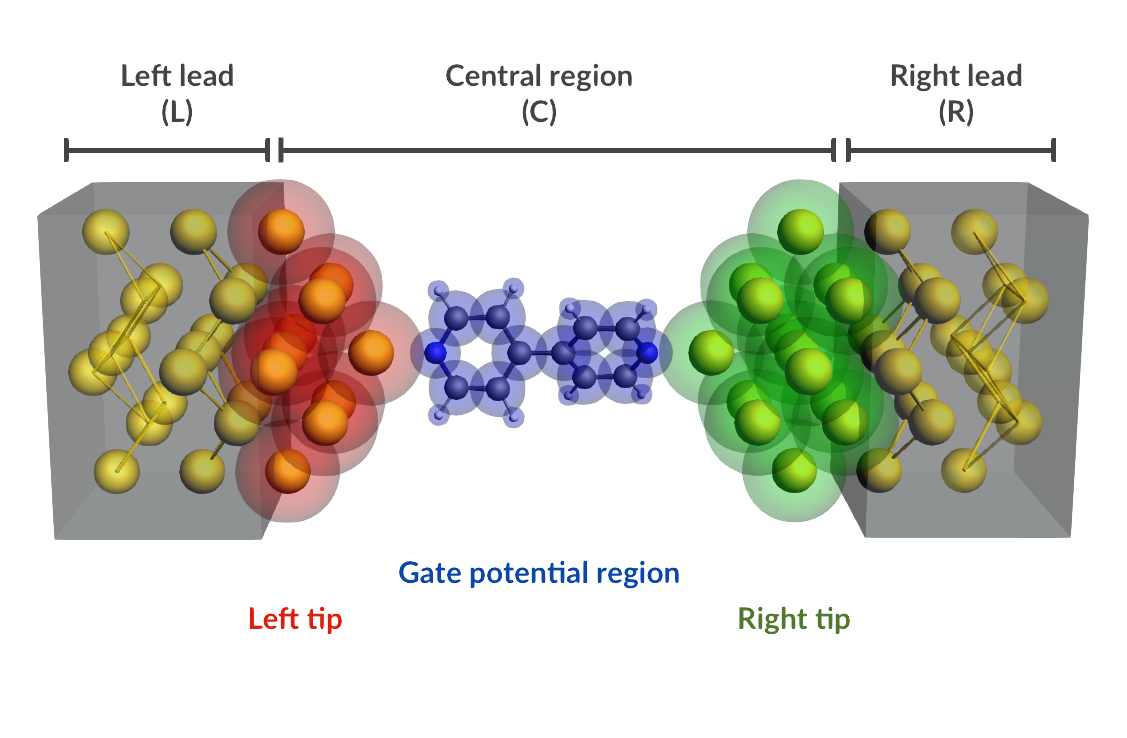 Left lead
(L)
Central region
(C)
Right lead
(R)
Gate potential region
Left tip
Right tip